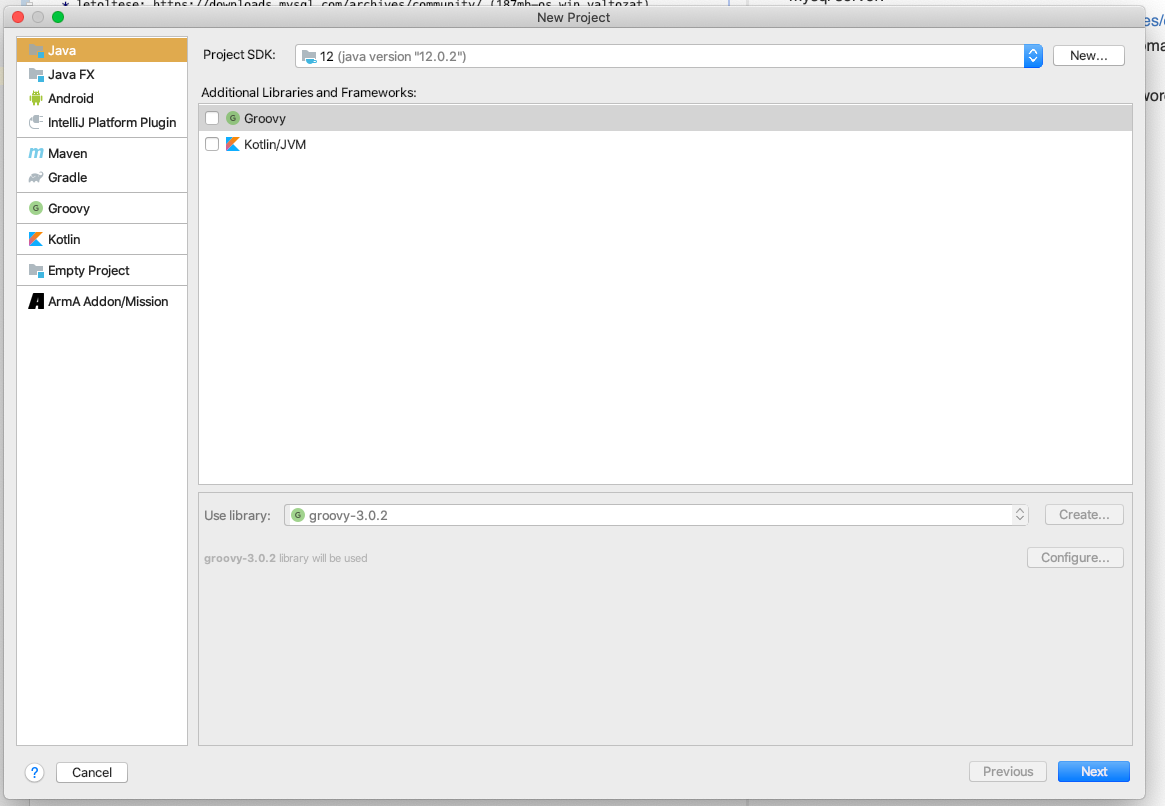 * letoltese: https://downloads.mysql.com/archives/community/ (187mb-os win valtozat)
New Project
Java
Project SDK:
12 (java version "12.0.2")
New...
Java FX
Additional Libraries and Frameworks:
Android
Groovy
IntelliJ Platform Plugin
Kotlin/JVM
Maven
Gradle
Groovy
Kotlin
Empty Project
ArmA Addon/Mission
Use library:
groovy-3.0.2
Create...
groovy-3.0.2 library will be used
Configure...
?
Cancel
Previous
Next